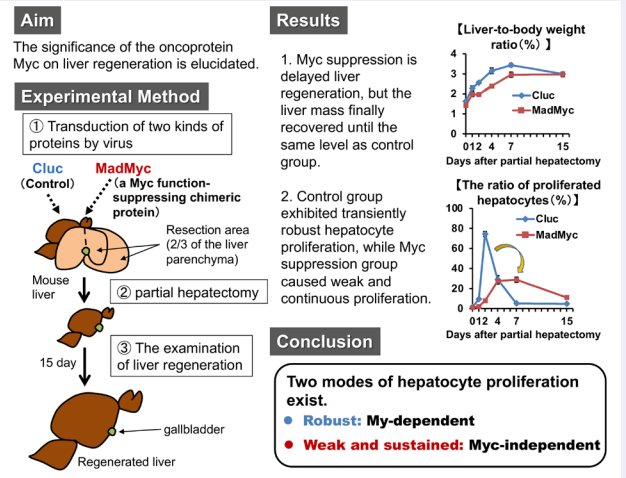 Aim
The significance of the oncoprotein
Myc on liver regeneration is elucidated.
Experimental Method
① Transduction of two kinds of
proteins by virus
Cluc
(Control)
MadMyc
(a Myc function-
suppressing chimeric
protein)
Resection area
(2/3 of the liver
parenchyma)
Mouse
liver
② partial hepatectomy
15 day
③ The examination
of liver regeneration
gallbladder
Regenerated liver
Results
1. Myc suppression is
delayed liver
regeneration, but the
liver mass finally
recovered until the
same level as control
group.
2. Control group
exhibited transiently
robust hepatocyte
proliferation, while Myc
suppression group
caused weak and
continuous proliferation.
【Liver-to-body weight
ratio(%)】
4
3
2
1
0
Cluc
MadMyc
0 1 2 4 7 15
Days after partial hepatectomy
【The ratio of proliferated
hepatocytes(%)】
100
80
60
40
20
0
Cluc
MadMyc
0 1 2 4 7 15
Days after partial hepatectomy
Conclusion
Two modes of hepatocyte proliferation
exist.
● Robust: My-dependent
● Weak and sustained: Myc-independent